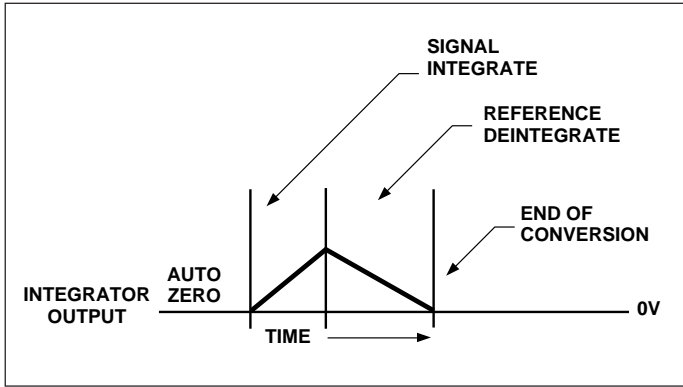 SIGNAL
INTEGRATE
REFERENCE
DEINTEGRATE
END OF
CONVERSION
AUTO
ZERO
INTEGRATOR
OUTPUT
0V
TIME